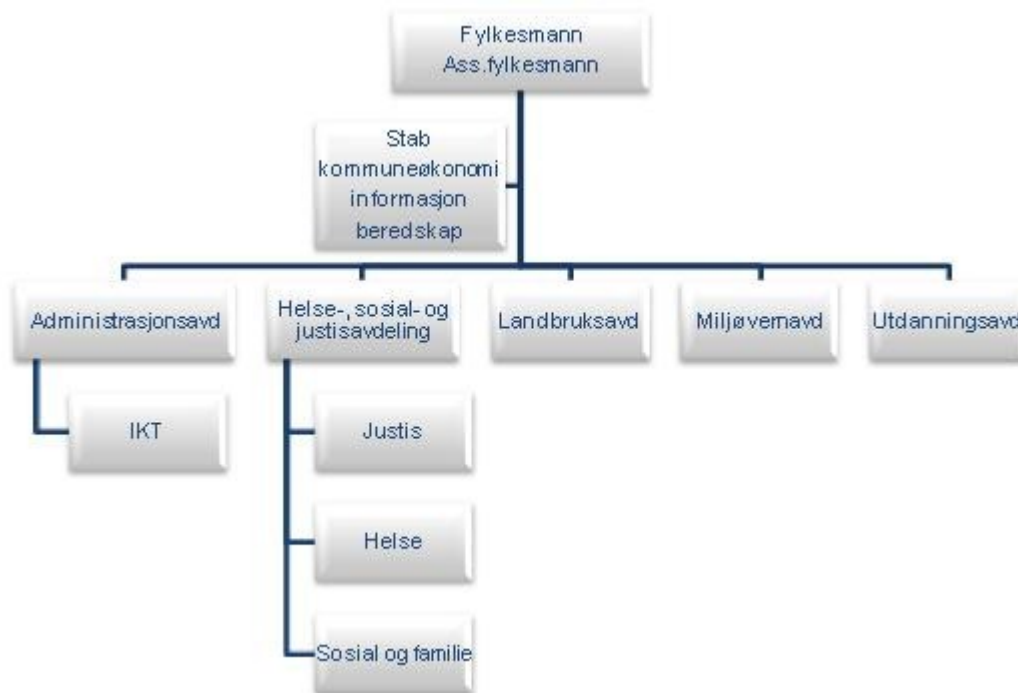 Fylkesmann
Ass.fylkesmann
Stab
kommuneøkonomi
informasjon
beredskap
Administrasjonsavd
Helse-, sosial- og
justisavdeling
Landbruksavd
Miljøvernavd
Utdanningsavd
IKT
Justis
Helse
Sosial og familie